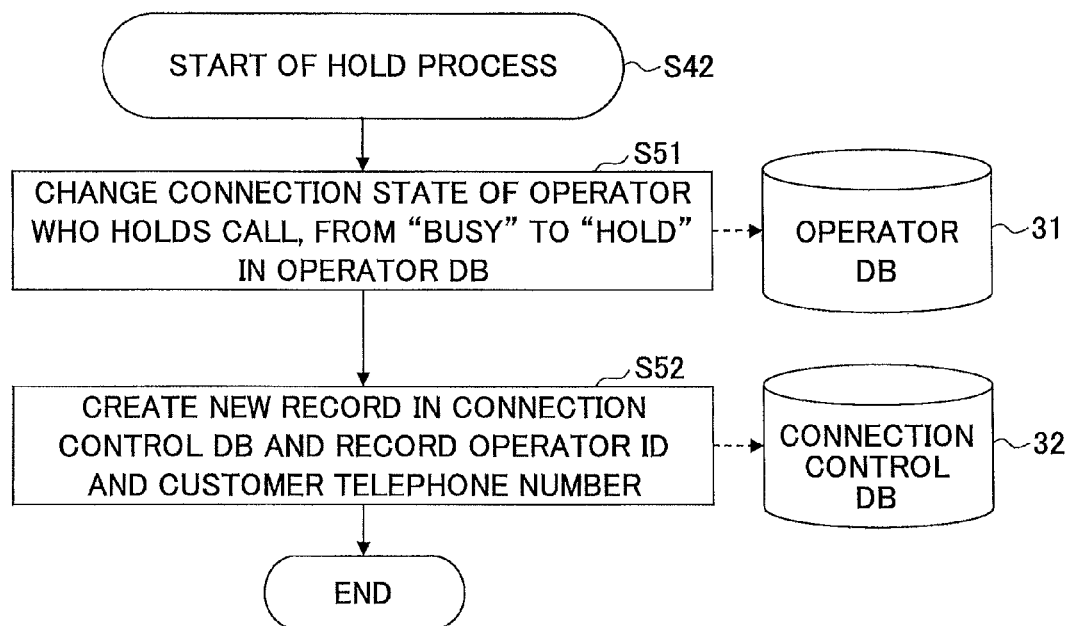 START OF HOLD PROCESS
S42
S51
CHANGE CONNECTION STATE OF OPERATOR
WHO HOLDS CALL, FROM “BUSY” TO “HOLD”
IN OPERATOR DB
OPERATOR
DB
31
S52
CREATE NEW RECORD IN CONNECTION
CONTROL DB AND RECORD OPERATOR ID
AND CUSTOMER TELEPHONE NUMBER
CONNECTION
CONTROL
DB
32
END